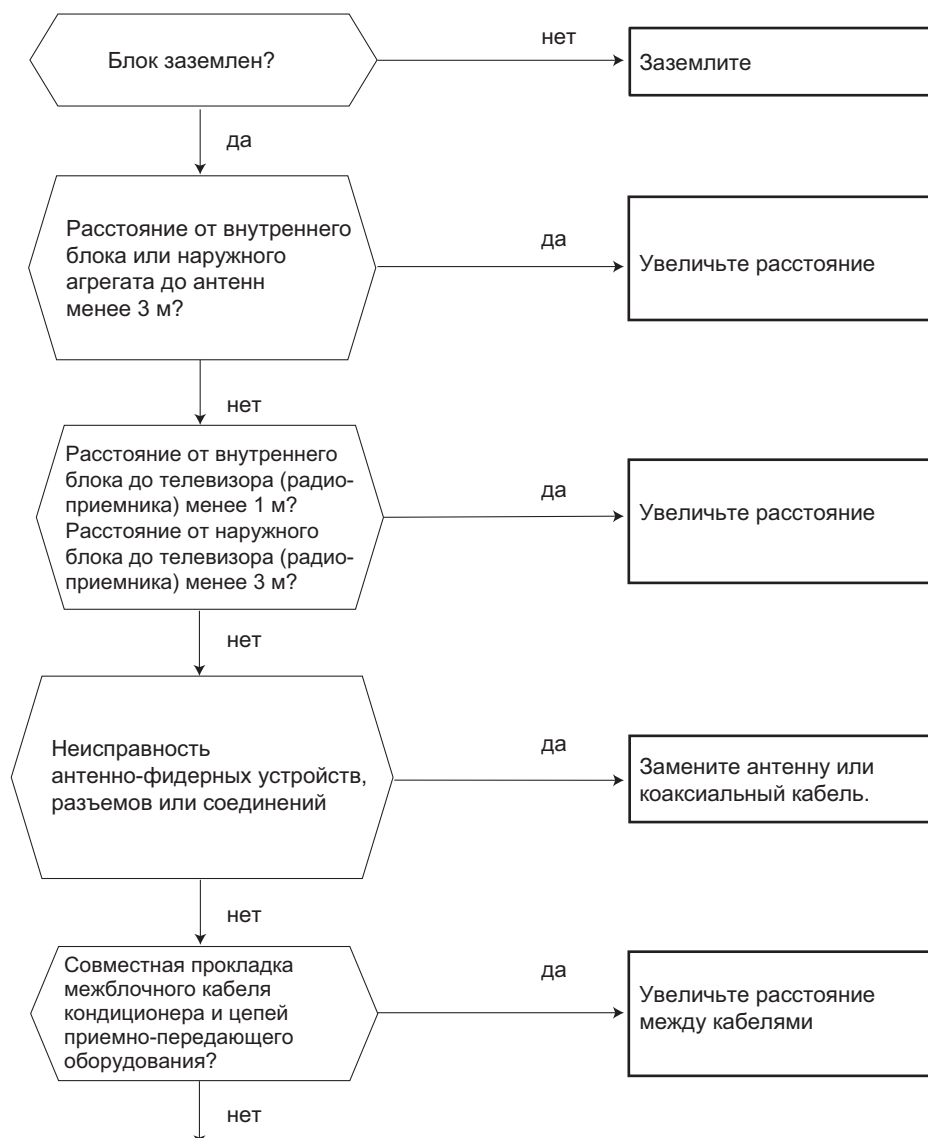 Блок заземлен?
нет
Заземлите
да
Расстояние от внутреннего
блока или наружного
агрегата до антенн
менее 3 м?
да
Увеличьте расстояние
нет
Расстояние от внутреннего
блока до телевизора (радио-
приемника) менее 1 м?
Расстояние от наружного
блока до телевизора (радио-
приемника) менее 3 м?
да
Увеличьте расстояние
нет
Неисправность
антенно-фидерных устройств,
разъемов или соединений
да
Замените антенну или
коаксиальный кабель.
нет
Совместная прокладка
межблочного кабеля
кондиционера и цепей
приемно-передающего
оборудования?
да
Увеличьте расстояние
между кабелями
нет